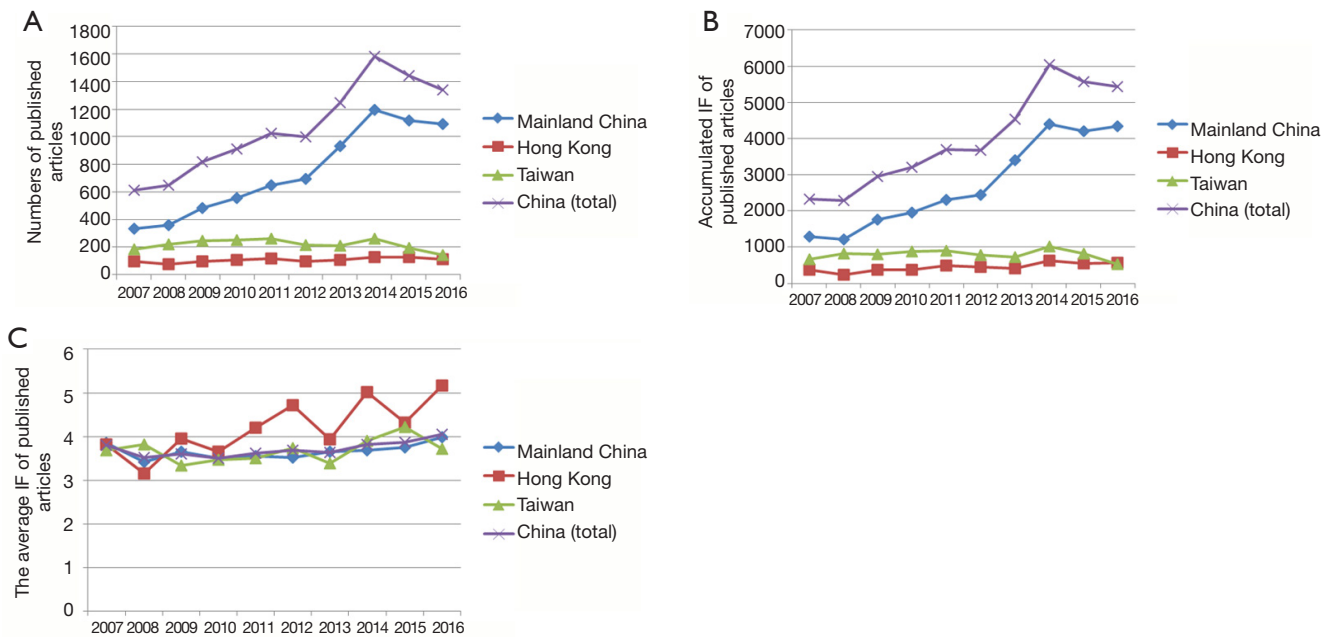 A
Numbers of published
articles
1800
1600
1400
1200
1000
800
600
400
200
0
2007 2008 2009 2010 2011 2012 2013 2014 2015 2016
Mainland China
Hong Kong
Taiwan
China (total)
B
Accumulated IF of
published articles
7000
6000
5000
4000
3000
2000
1000
0
2007 2008 2009 2010 2011 2012 2013 2014 2015 2016
Mainland China
Hong Kong
Taiwan
China (total)
C
The average IF of published
articles
6
5
4
3
2
1
0
2007 2008 2009 2010 2011 2012 2013 2014 2015 2016
Mainland China
Hong Kong
Taiwan
China (total)